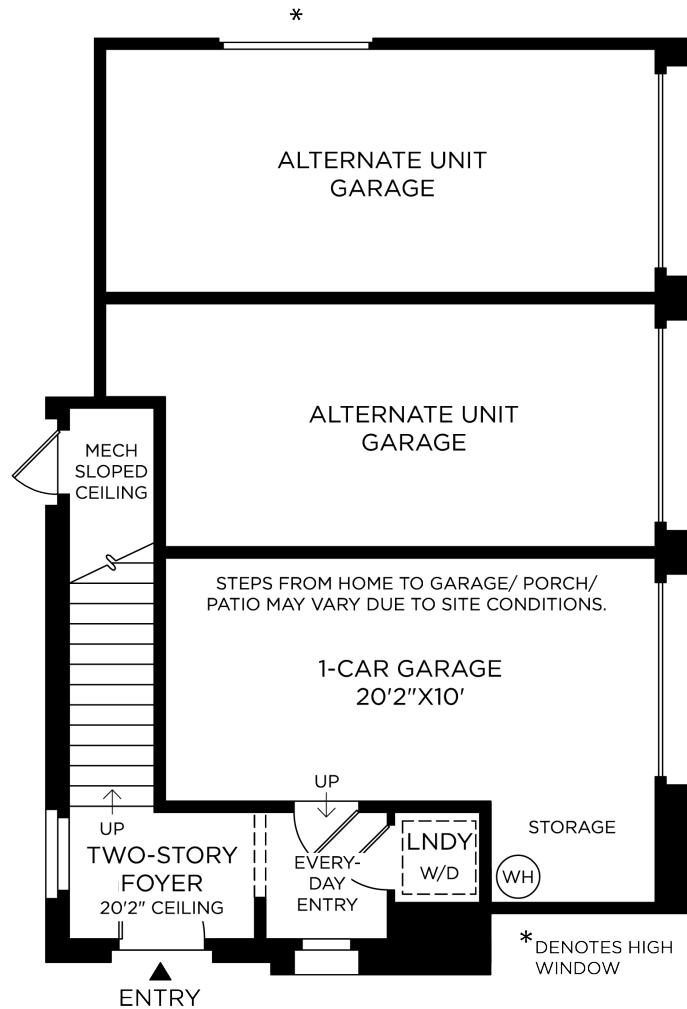 *
ALTERNATE UNIT
GARAGE
ALTERNATE UNIT
GARAGE
MECH
SLOPED
CEILING
STEPS FROM HOME TO GARAGE/ PORCH/
PATIO MAY VARY DUE TO SITE CONDITIONS.
1-CAR GARAGE
20'2"X10'
UP
UP
TWO-STORY
FOYER
20'2" CEILING
EVERY-
DAY
ENTRY
LNDY
W/D
STORAGE
WH
ENTRY
*DENOTES HIGH
WINDOW